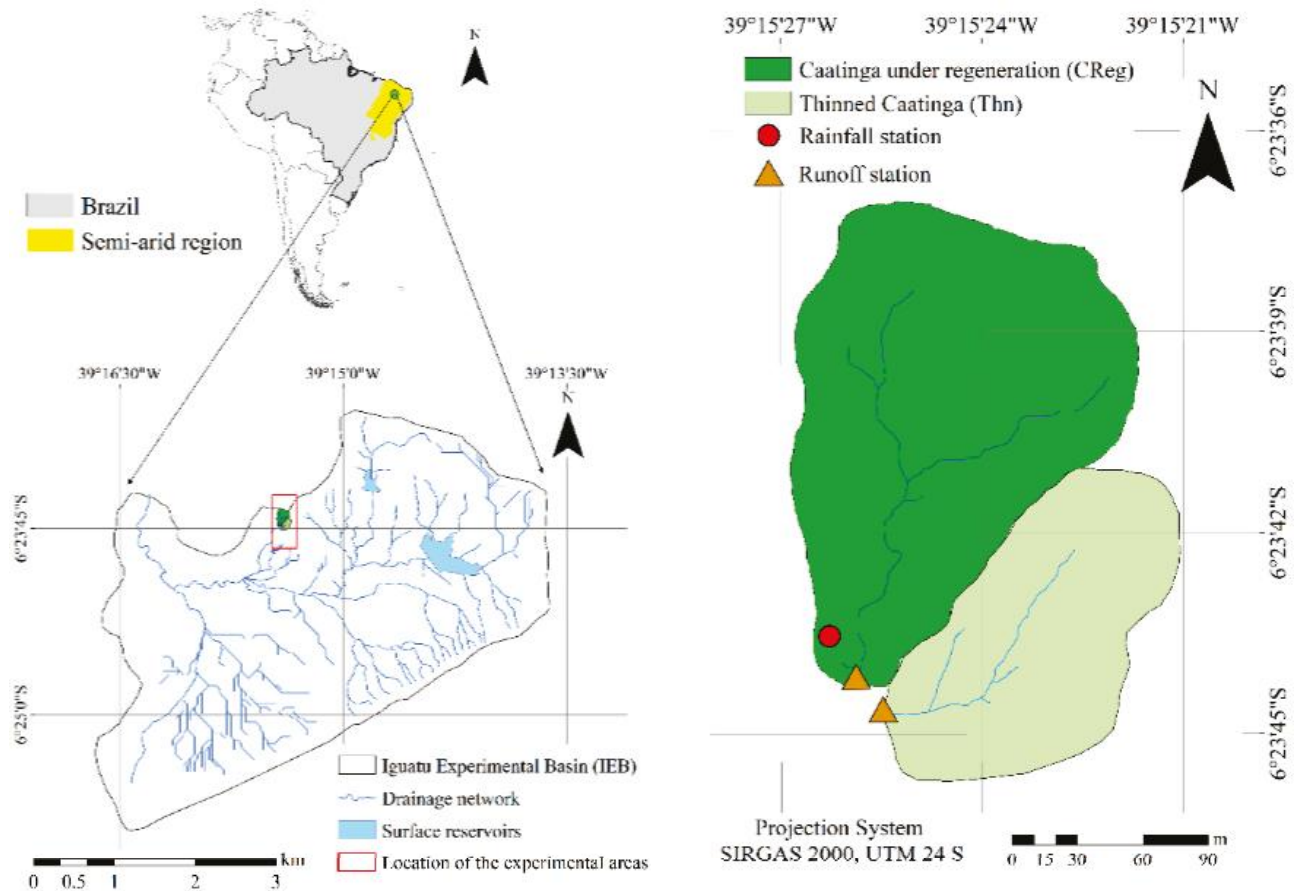 N
Brazil
Semi-arid region
39°16'30"W 39°15'0"W 39°13'30"W
N
6°23'45"S
6°25'0"S
Iguatu Experimental Basin (IEB)
Drainage network
Surface reservoirs
Location of the experimental areas
km
0 0.5 1 2 3
39°15'27"W 39°15'24"W 39°15'21"W
Caatinga under regeneration (CReg)
Thinned Caatinga (Thn)
Rainfall station
Runoff station
N
6°23'36"S
6°23'39"S
6°23'42"S
6°23'45"S
Projection System
SIRGAS 2000, UTM 24 S
m
0 15 30 60 90